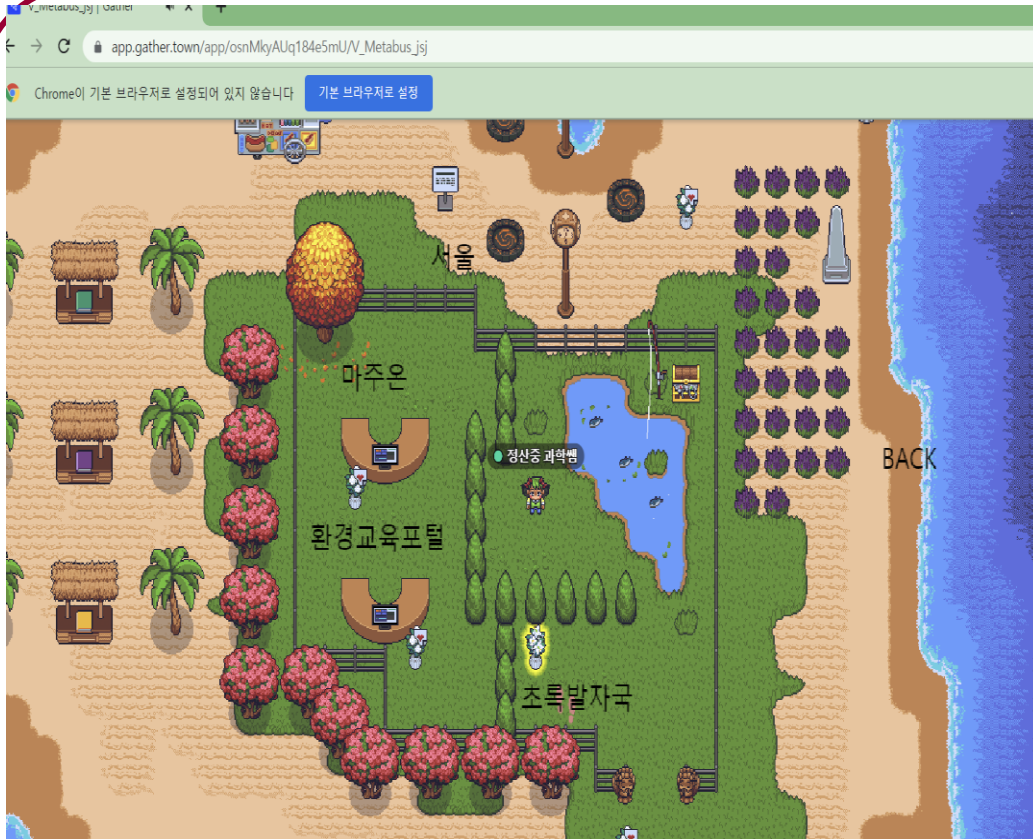 V_Metabus_jsj | Gather
app.gather.town/app/osnMkyAUq184e5mU/V_Metabus_jsj
Chrome이 기본 브라우저로 설정되어 있지 않습니다 기본 브라우저로 설정
서울
마주온
정산중 과학쌤
BACK
환경교육포털
초록발자국